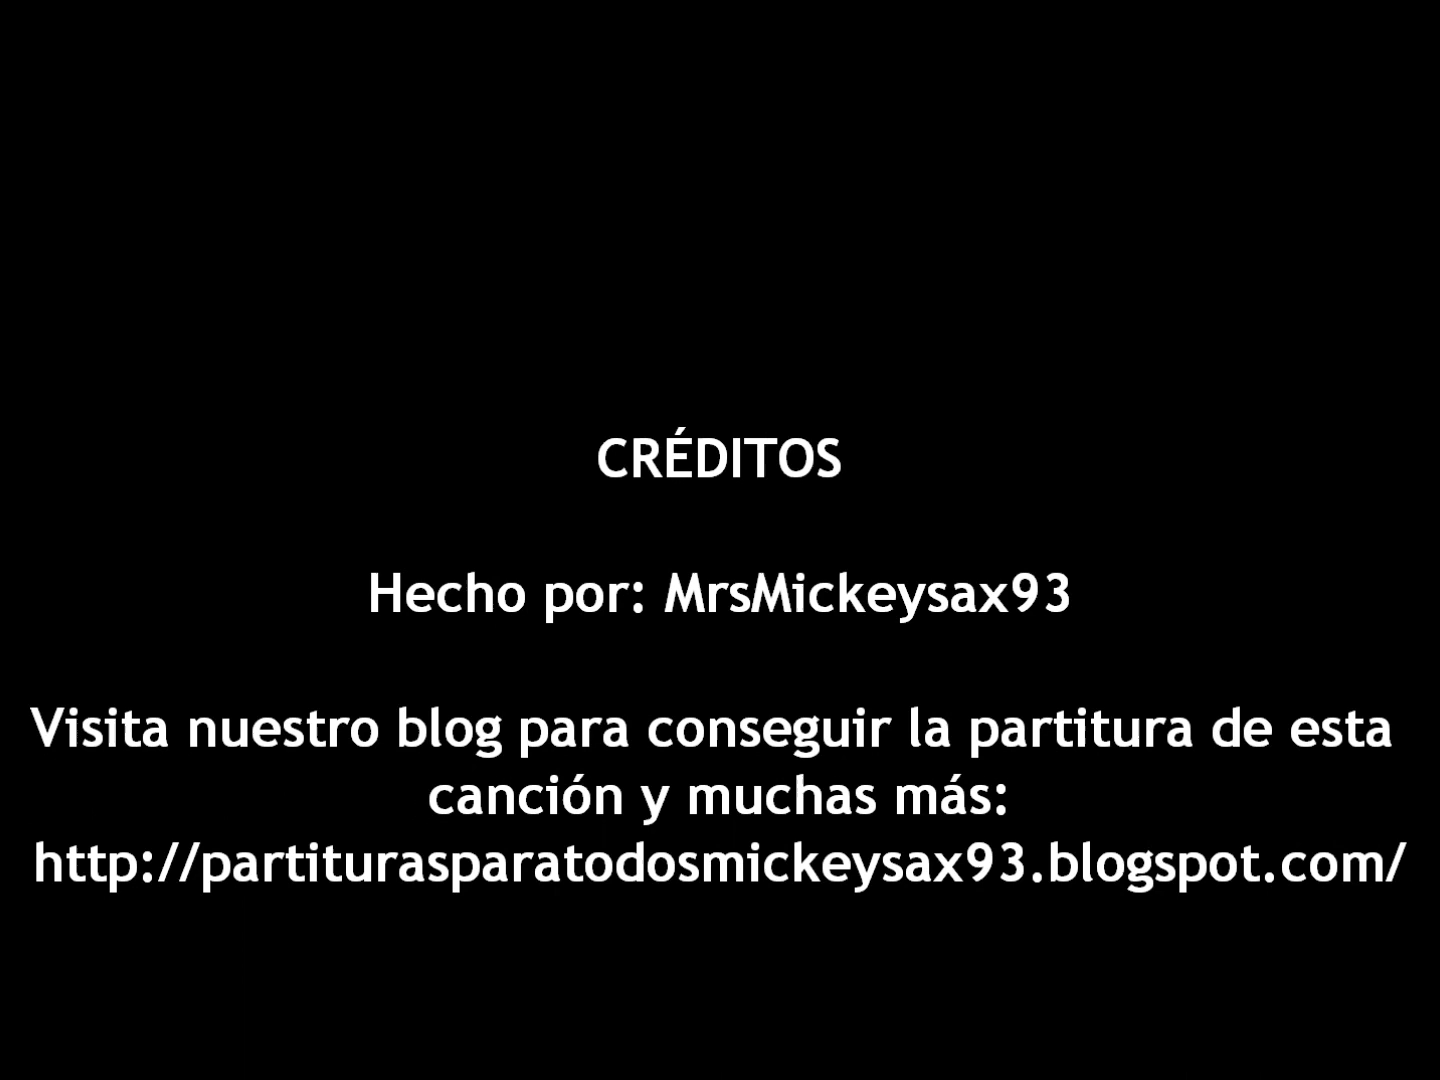 CRÉDITOS
Hecho por: MrsMickeysax93
Visita nuestro blog para conseguir la partitura de esta
canción y muchas más:
http://partiturasparatodosmickeysax93.blogspot.com/